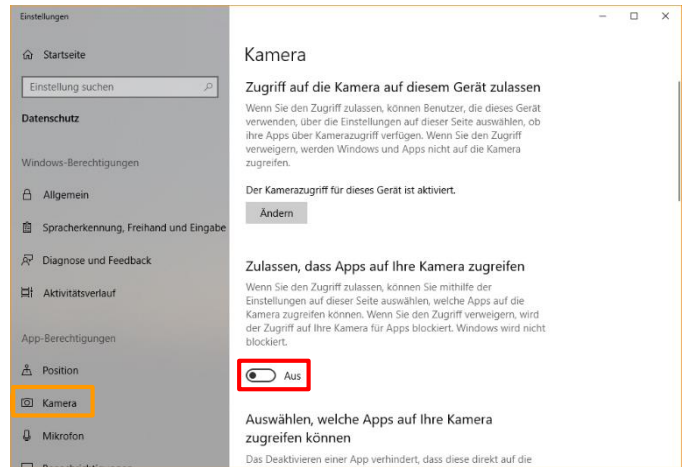 Einstellungen
Startseite
Einstellung suchen
Datenschutz
Windows-Berechtigungen
Allgemein
Spracherkennung, Freihand und Eingabe
Diagnose und Feedback
Aktivitätsverlauf
App-Berechtigungen
Position
Kamera
Mikrofon
Kamera
Zugriff auf die Kamera auf diesem Gerät zulassen
Wenn Sie den Zugriff zulassen, können Benutzer, die dieses Gerät
verwenden, über die Einstellungen auf dieser Seite auswählen, ob
ihre Apps über Kamerazugriff verfügen. Wenn Sie den Zugriff
verweigern, werden Windows und Apps nicht auf die Kamera
zugreifen.
Der Kamerazugriff für dieses Gerät ist aktiviert.
Ändern
Zulassen, dass Apps auf Ihre Kamera zugreifen
Wenn Sie den Zugriff zulassen, können Sie mithilfe der
Einstellungen auf dieser Seite auswählen, welche Apps auf die
Kamera zugreifen können. Wenn Sie den Zugriff verweigern, wird
der Zugriff auf Ihre Kamera für Apps blockiert. Windows wird nicht
blockiert.
Aus
Auswählen, welche Apps auf Ihre Kamera
zugreifen können
Das Deaktivieren einer App verhindert, dass diese direkt auf die